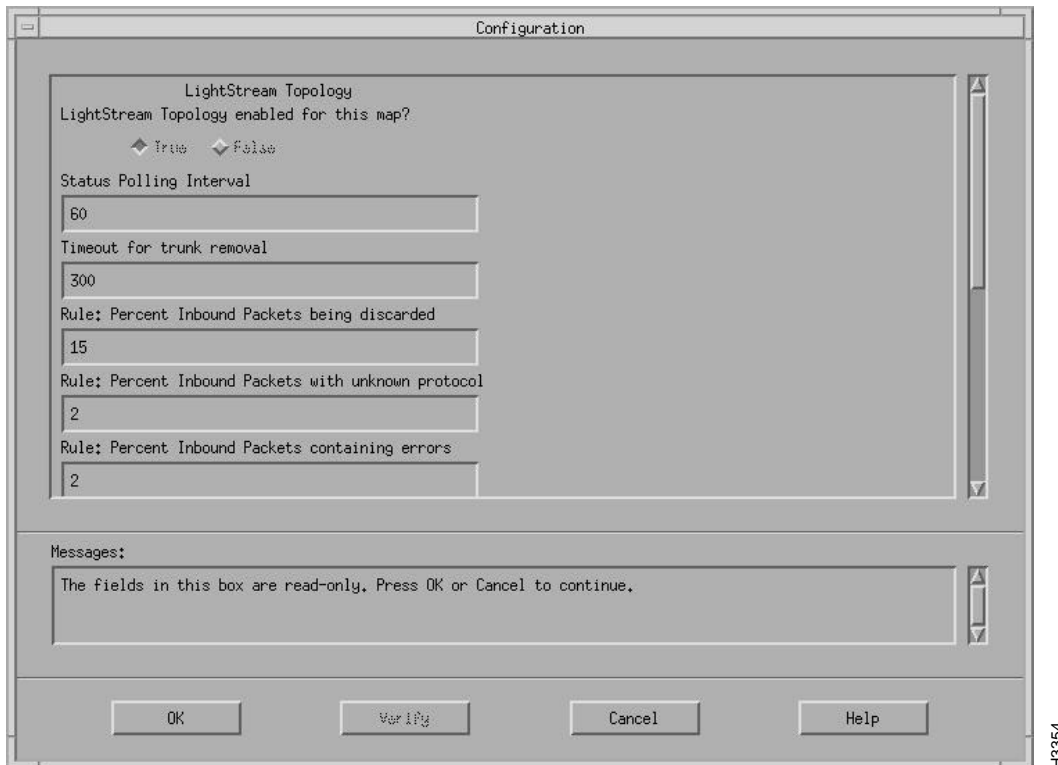 Configuration
LightStream Topology
LightStream Topology enabled for this map?
True False
Status Polling Interval
60
Timeout for trunk removal
300
Rule: Percent Inbound Packets being discarded
15
Rule: Percent Inbound Packets with unknown protocol
2
Rule: Percent Inbound Packets containing errors
2
Messages:
The fields in this box are read-only. Press OK or Cancel to continue.
OK Verify Cancel Help
H3354